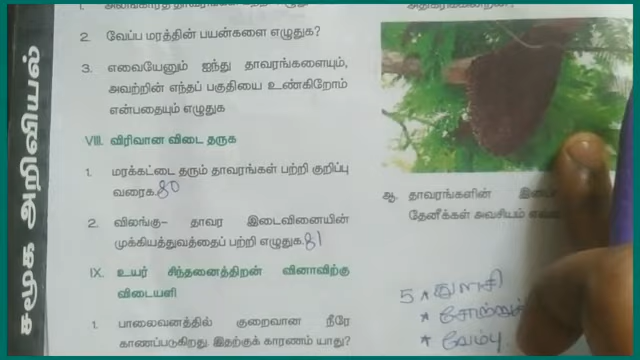 சமூக அறிவியல்
1.
2. வேப்ப மரத்தின் பயன்களை எழுதுக?
3. எவையேனும் ஐந்து தாவரங்களையும்,
அவற்றின் எந்தப் பகுதியை உண்கிறோம்
என்பதையும் எழுதுக
VIII. விரிவான விடை தருக
1. மரக்கட்டை தரும் தாவரங்கள் பற்றி குறிப்பு
வரைக. 80
2. விலங்கு– தாவர இடைவினையின்
முக்கியத்துவத்தைப் பற்றி எழுதுக. 81
IX. உயர் சிந்தனைத்திறன் வினாவிற்கு
விடையளி
1. பாலைவனத்தில் குறைவான நீரே
காணப்படுகிறது. இதற்குக் காரணம் யாது?
ஆ. தாவரங்களின்
தேனீக்கள் அவசியம்
5 * துளசி
*
* வேம்பு